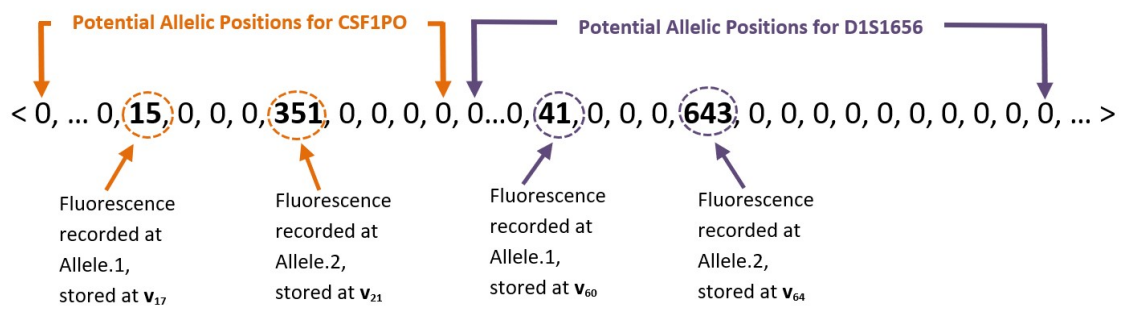 Potential Allelic Positions for CSF1PO
Potential Allelic Positions for D1S1656
< 0, ... 0, 15, 0, 0, 0, 351, 0, 0, 0, 0, 0...0, 41, 0, 0, 0, 643, 0, 0, 0, 0, 0, 0, 0, 0, 0, 0, ... >
Fluorescence
recorded at
Allele.1,
stored at v₁₇
Fluorescence
recorded at
Allele.2,
stored at v₂₁
Fluorescence
recorded at
Allele.1,
stored at v₆₀
Fluorescence
recorded at
Allele.2,
stored at v₆₄